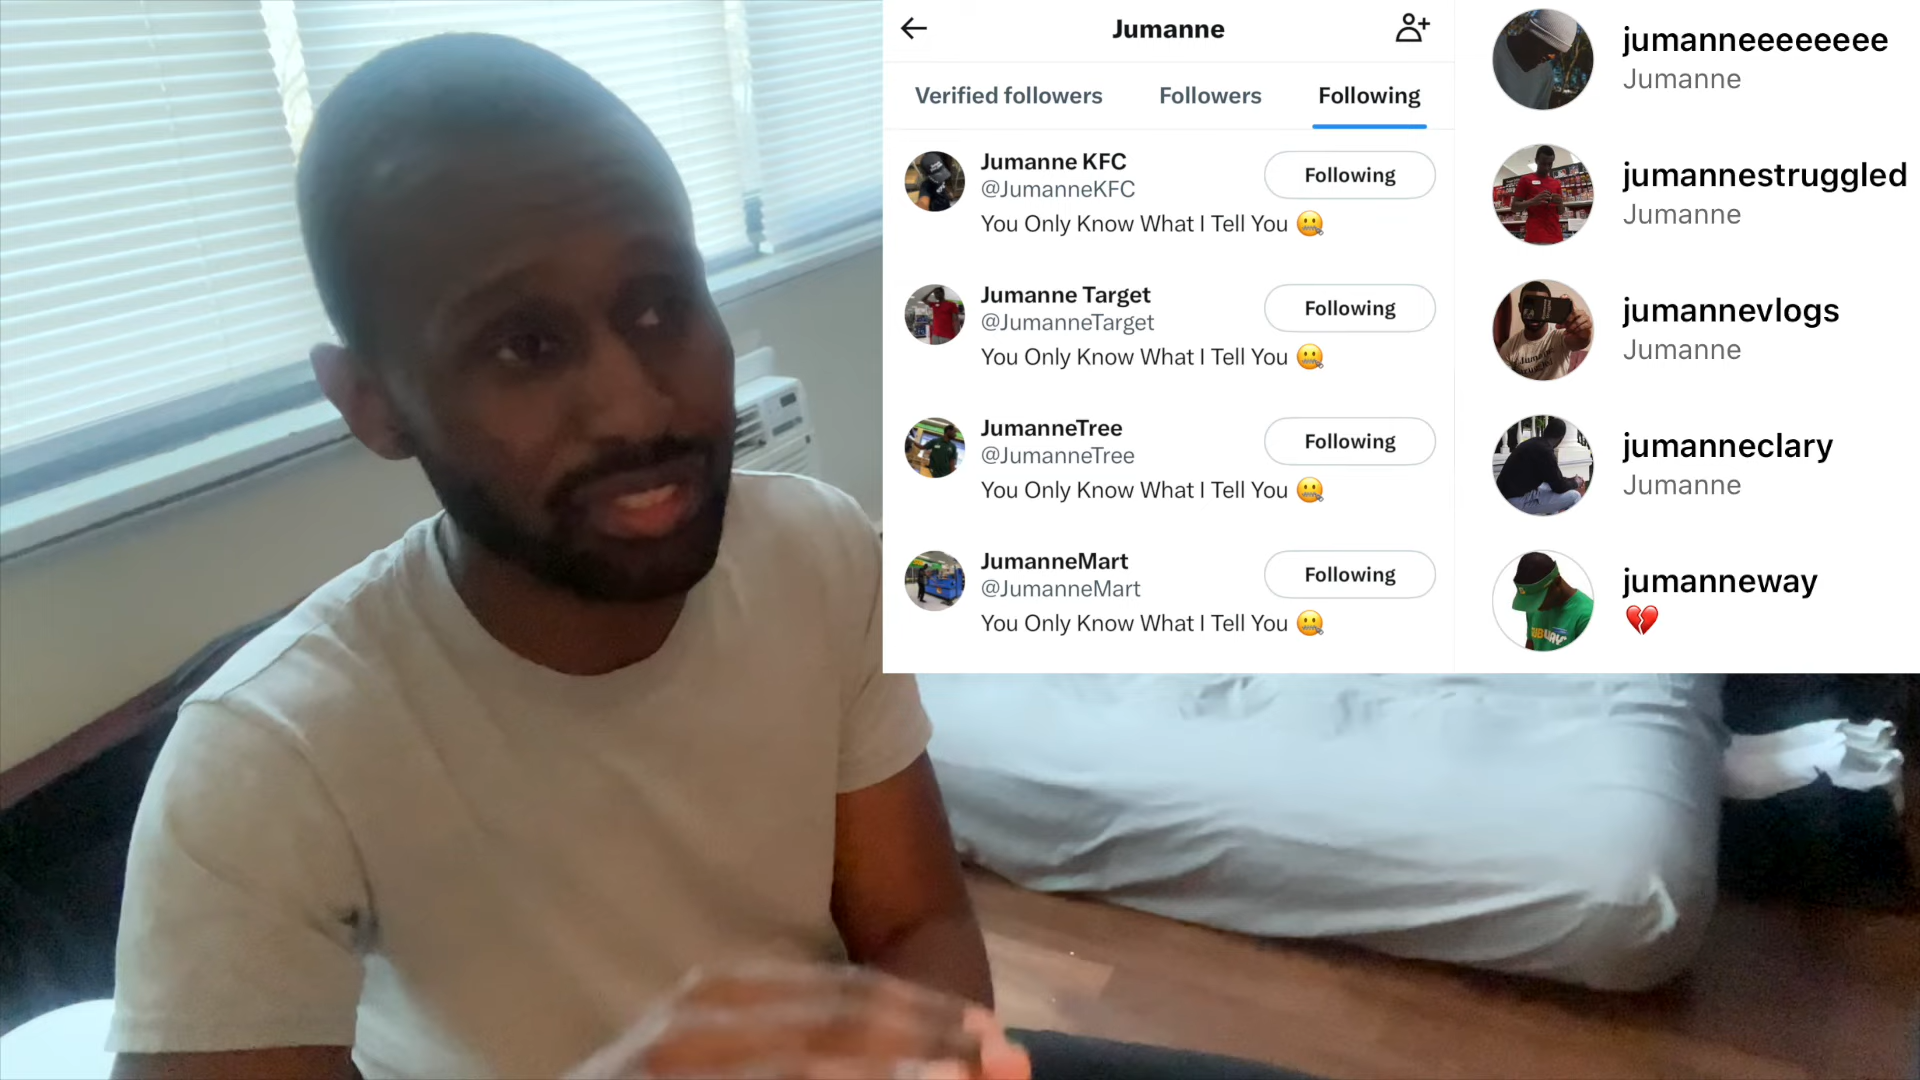 Jumanne
Verified followers Followers Following
Jumanne KFC
@JumanneKFC
Following
You Only Know What I Tell You 🤐
Jumanne Target
@JumanneTarget
Following
You Only Know What I Tell You 🤐
JumanneTree
@JumanneTree
Following
You Only Know What I Tell You 🤐
JumanneMart
@JumanneMart
Following
You Only Know What I Tell You 🤐
jumanneeeeeeee
Jumanne
jumannestruggled
Jumanne
jumannevlogs
Jumanne
jumanneclary
Jumanne
jumanneway
💔